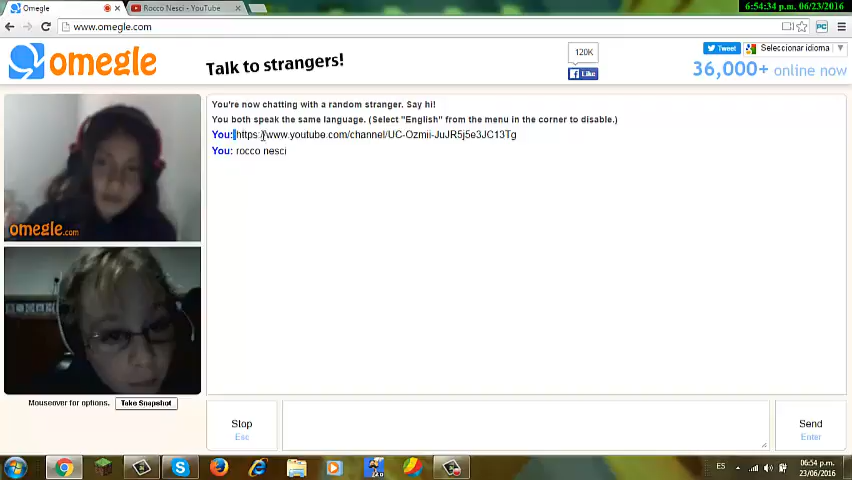 Omegle
Rocco Nesci - YouTube
6:54:34 p.m. 06/23/2016
www.omegle.com
PC
omegle
Talk to strangers!
120K
Like
Tweet
Seleccionar idioma
36,000+ online now
You're now chatting with a random stranger. Say hi!
You both speak the same language. (Select "English" from the menu in the corner to disable.)
You: https://www.youtube.com/channel/UC-Ozmii-JuJR5j5e3JC13Tg
You: rocco nesci
omegle.com
Mouseover for options.
Take Snapshot
Stop
Esc
Send
Enter
ES
06:54 p.m.
23/06/2016